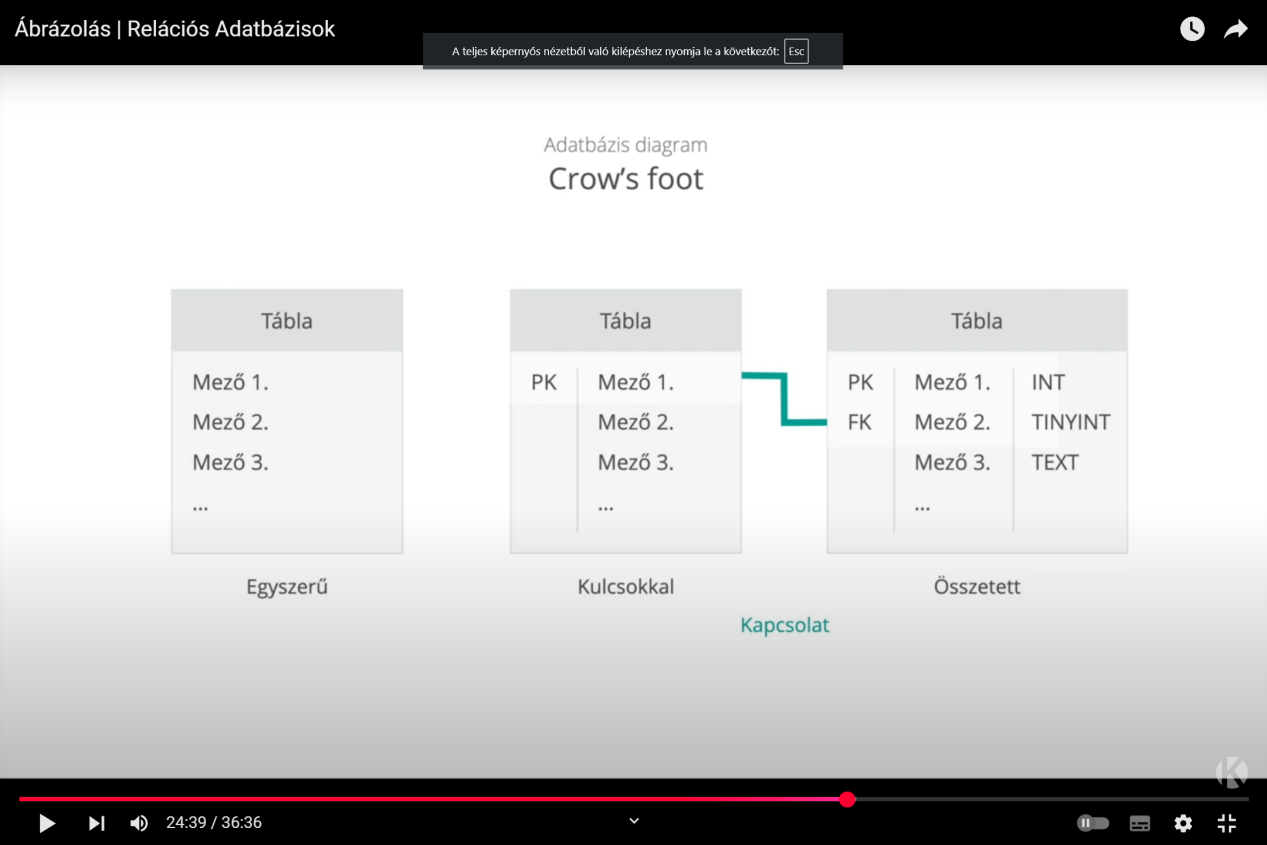 Ábrázolás | Relációs Adatbázisok
A teljes képernyős nézetből való kilépéshez nyomja le a következőt: Esc
Adatbázis diagram
Crow's foot
Tábla
Mező 1.
Mező 2.
Mező 3.
...
Egyszerű
Tábla
PK Mező 1.
Mező 2.
Mező 3.
...
Kulcsokkal
Tábla
PK Mező 1. INT
FK Mező 2. TINYINT
Mező 3. TEXT
...
Összetett
Kapcsolat
K
24:39 / 36:36